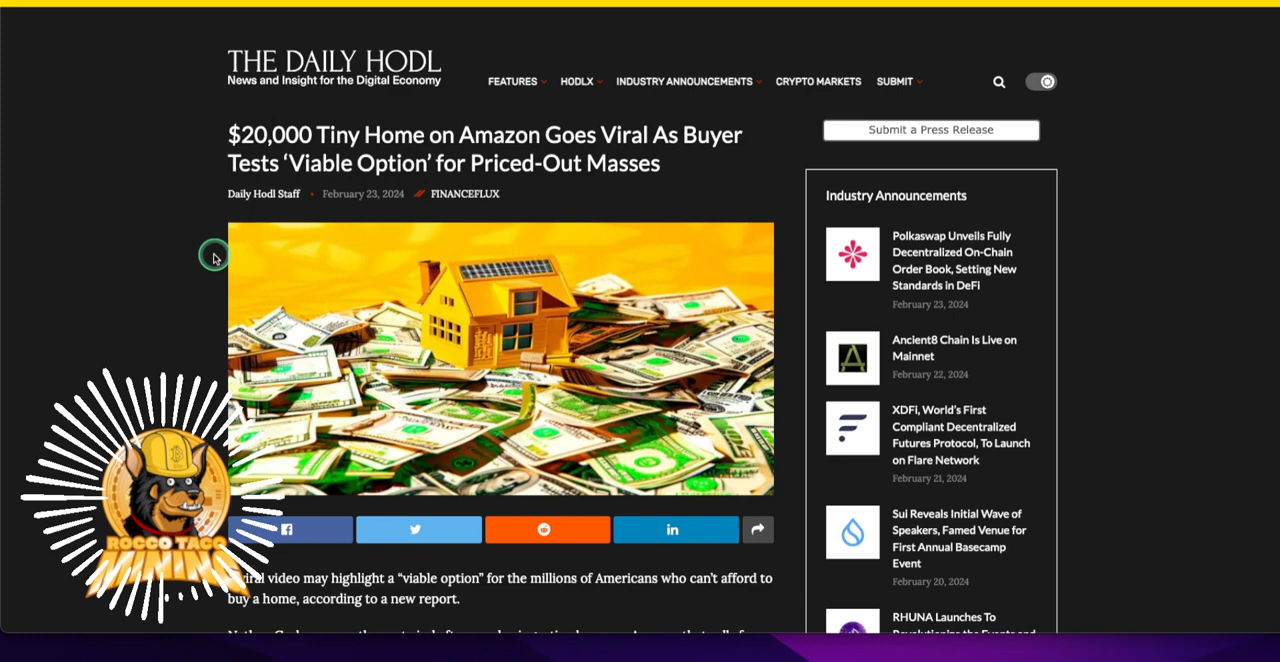 THE DAILY HODL
News and Insight for the Digital Economy
FEATURES HODLX INDUSTRY ANNOUNCEMENTS CRYPTO MARKETS SUBMIT
$20,000 Tiny Home on Amazon Goes Viral As Buyer
Tests ‘Viable Option’ for Priced-Out Masses
Daily Hodl Staff • February 23, 2024 // FINANCEFLUX
ROCCO TACO
MINING
viral video may highlight a “viable option” for the millions of Americans who can’t afford to
buy a home, according to a new report.
Submit a Press Release
Industry Announcements
Polkaswap Unveils Fully
Decentralized On-Chain
Order Book, Setting New
Standards in DeFi
February 23, 2024
Ancient8 Chain Is Live on
Mainnet
February 22, 2024
XDFi, World’s First
Compliant Decentralized
Futures Protocol, To Launch
on Flare Network
February 21, 2024
Sui Reveals Initial Wave of
Speakers, Famed Venue for
First Annual Basecamp
Event
February 20, 2024
RHUNA Launches To
Revolutionize the Events and